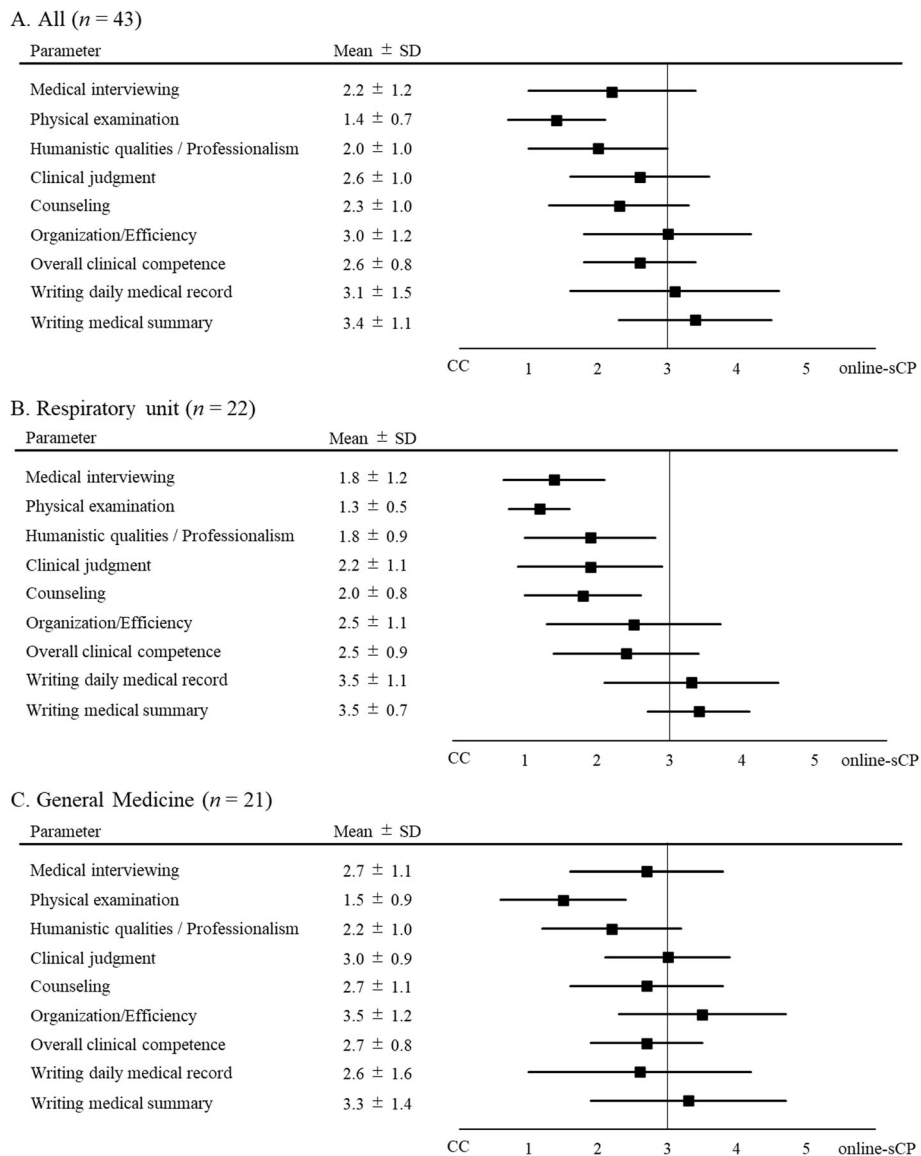 A. All (n = 43)
Parameter Mean ± SD
Medical interviewing 2.2 ± 1.2
Physical examination 1.4 ± 0.7
Humanistic qualities / Professionalism 2.0 ± 1.0
Clinical judgment 2.6 ± 1.0
Counseling 2.3 ± 1.0
Organization/Efficiency 3.0 ± 1.2
Overall clinical competence 2.6 ± 0.8
Writing daily medical record 3.1 ± 1.5
Writing medical summary 3.4 ± 1.1
CC 1 2 3 4 5 online-sCP
B. Respiratory unit (n = 22)
Parameter Mean ± SD
Medical interviewing 1.8 ± 1.2
Physical examination 1.3 ± 0.5
Humanistic qualities / Professionalism 1.8 ± 0.9
Clinical judgment 2.2 ± 1.1
Counseling 2.0 ± 0.8
Organization/Efficiency 2.5 ± 1.1
Overall clinical competence 2.5 ± 0.9
Writing daily medical record 3.5 ± 1.1
Writing medical summary 3.5 ± 0.7
CC 1 2 3 4 5 online-sCP
C. General Medicine (n = 21)
Parameter Mean ± SD
Medical interviewing 2.7 ± 1.1
Physical examination 1.5 ± 0.9
Humanistic qualities / Professionalism 2.2 ± 1.0
Clinical judgment 3.0 ± 0.9
Counseling 2.7 ± 1.1
Organization/Efficiency 3.5 ± 1.2
Overall clinical competence 2.7 ± 0.8
Writing daily medical record 2.6 ± 1.6
Writing medical summary 3.3 ± 1.4
CC 1 2 3 4 5 online-sCP